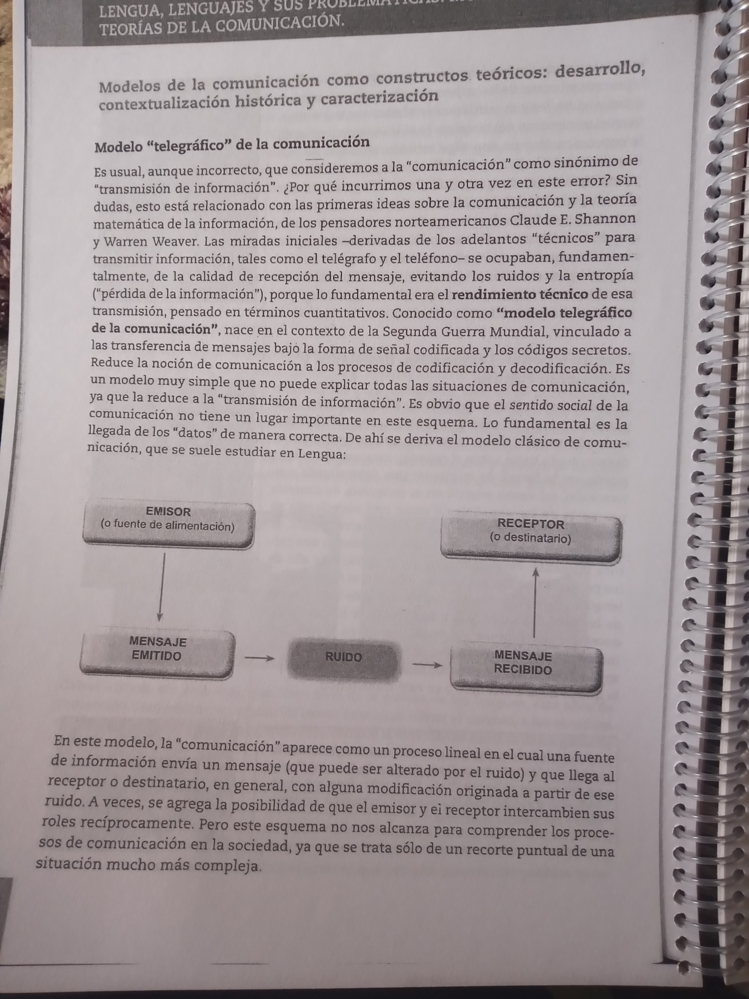 LENGUA, LENGUAJES Y SUS
TEORÍAS DE LA COMUNICACIÓN.
Modelos de la comunicación como constructos teóricos: desarrollo,
contextualización histórica y caracterización
Modelo “telegráfico” de la comunicación
Es usual, aunque incorrecto, que consideremos a la “comunicación” como sinónimo de
“transmisión de información”. ¿Por qué incurrimos una y otra vez en este error? Sin
dudas, esto está relacionado con las primeras ideas sobre la comunicación y la teoría
matemática de la información, de los pensadores norteamericanos Claude E. Shannon
y Warren Weaver. Las miradas iniciales –derivadas de los adelantos “técnicos” para
transmitir información, tales como el telégrafo y el teléfono– se ocupaban, fundamen-
talmente, de la calidad de recepción del mensaje, evitando los ruidos y la entropía
(“pérdida de la información”), porque lo fundamental era el rendimiento técnico de esa
transmisión, pensado en términos cuantitativos. Conocido como “modelo telegráfico
de la comunicación”, nace en el contexto de la Segunda Guerra Mundial, vinculado a
las transferencia de mensajes bajo la forma de señal codificada y los códigos secretos.
Reduce la noción de comunicación a los procesos de codificación y decodificación. Es
un modelo muy simple que no puede explicar todas las situaciones de comunicación,
ya que la reduce a la “transmisión de información”. Es obvio que el sentido social de la
comunicación no tiene un lugar importante en este esquema. Lo fundamental es la
llegada de los “datos” de manera correcta. De ahí se deriva el modelo clásico de comu-
nicación, que se suele estudiar en Lengua:
EMISOR
(o fuente de alimentación)
RECEPTOR
(o destinatario)
MENSAJE
EMITIDO
RUIDO
MENSAJE
RECIBIDO
En este modelo, la “comunicación” aparece como un proceso lineal en el cual una fuente
de información envía un mensaje (que puede ser alterado por el ruido) y que llega al
receptor o destinatario, en general, con alguna modificación originada a partir de ese
ruido. A veces, se agrega la posibilidad de que el emisor y el receptor intercambien sus
roles recíprocamente. Pero este esquema no nos alcanza para comprender los proce-
sos de comunicación en la sociedad, ya que se trata sólo de un recorte puntual de una
situación mucho más compleja.